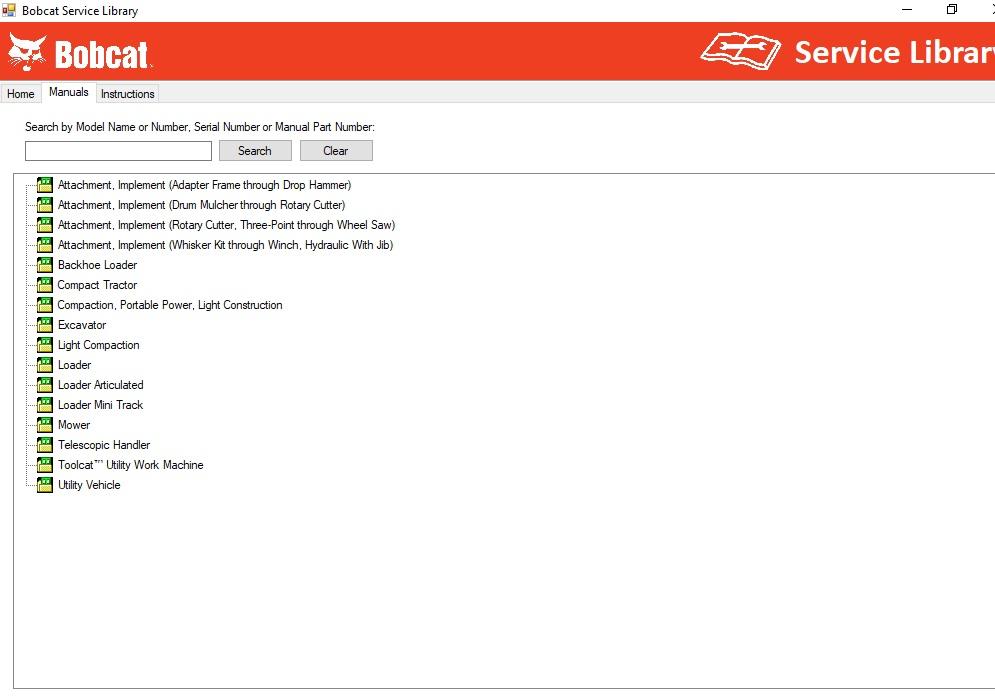 Bobcat Service Library
Bobcat
Service Library
Home
Manuals
Instructions
Search by Model Name or Number, Serial Number or Manual Part Number:
Search
Clear
Attachment, Implement (Adapter Frame through Drop Hammer)
Attachment, Implement (Drum Mulcher through Rotary Cutter)
Attachment, Implement (Rotary Cutter, Three-Point through Wheel Saw)
Attachment, Implement (Whisker Kit through Winch, Hydraulic With Jib)
Backhoe Loader
Compact Tractor
Compaction, Portable Power, Light Construction
Excavator
Light Compaction
Loader
Loader Articulated
Loader Mini Track
Mower
Telescopic Handler
Toolcat™ Utility Work Machine
Utility Vehicle